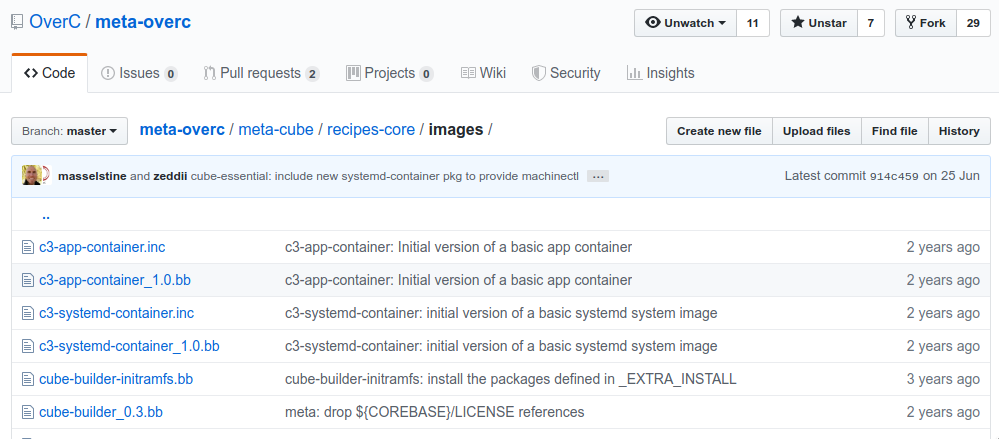 OverC / meta-overc Unwatch 11 Unstar 7 Fork 29
Code Issues 0 Pull requests 2 Projects 0 Wiki Security Insights
Branch: master meta-overc / meta-cube / recipes-core / images / Create new file Upload files Find file History
masselstine and zeddii cube-essential: include new systemd-container pkg to provide machinectl ... Latest commit 914c459 on 25 Jun
..
c3-app-container.inc c3-app-container: Initial version of a basic app container 2 years ago
c3-app-container_1.0.bb c3-app-container: Initial version of a basic app container 2 years ago
c3-systemd-container.inc c3-systemd-container: initial version of a basic systemd system image 2 years ago
c3-systemd-container_1.0.bb c3-systemd-container: initial version of a basic systemd system image 2 years ago
cube-builder-initramfs.bb cube-builder-initramfs: install the packages defined in _EXTRA_INSTALL 3 years ago
cube-builder_0.3.bb meta: drop ${COREBASE}/LICENSE references 2 years ago